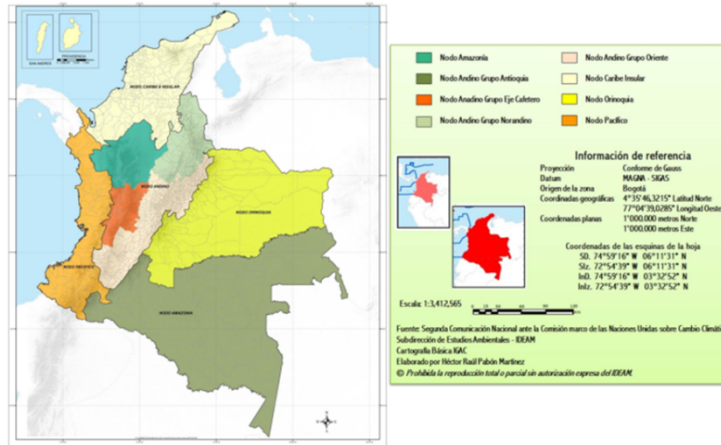 SAN ANDRES
PROVIDENCIA
NODO CARIBE E INSULAR
NODO ANDINO
NODO ORINOQUIA
NODO PACIFICO
NODO AMAZONIA
Nodo Amazonía
Nodo Andino Grupo Antioquia
Nodo Anadino Grupo Eje Cafetero
Nodo Andino Grupo Norandino
Nodo Andino Grupo Oriente
Nodo Caribe Insular
Nodo Orinoquia
Nodo Pacífico
Información de referencia
Proyección Conforme de Gauss
Datum MAGNA - SIGAS
Origen de la zona Bogotá
Coordinadas geográficas 4°35'46,3215" Latitud Norte
77°04'39,0285" Longitud Oeste
Coordenadas planas 1'000.000 metros Norte
1'000.000 metros Este
Coordenadas de las esquinas de la hoja
SD. 74°59'16" W 06°11'31" N
SIz. 72°54'39" W 06°11'31" N
InD. 74°59'16" W 03°32'52" N
InIz. 72°54'39" W 03°32'52" N
Escala: 1:3,412,565
Fuente: Segunda Comunicación Nacional ante la Comisión marco de las Naciones Unidas sobre Cambio Climáti
Subdirección de Estudios Ambientales - IDEAM
Cartografía Básica IGAC
Elaborado por Héctor Raúl Pabón Martínez
© Prohibida la reproducción total o parcial sin autorización expresa del IDEAM.